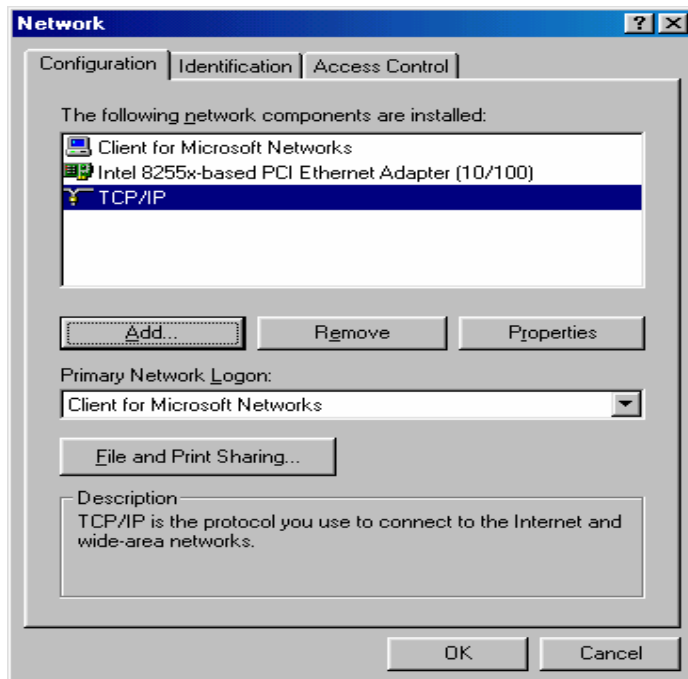 Network
Configuration
Identification
Access Control
The following network components are installed:
Client for Microsoft Networks
Intel 8255x-based PCI Ethernet Adapter (10/100)
TCP/IP
Add...
Remove
Properties
Primary Network Logon:
Client for Microsoft Networks
File and Print Sharing...
Description
TCP/IP is the protocol you use to connect to the Internet and
wide-area networks.
OK
Cancel